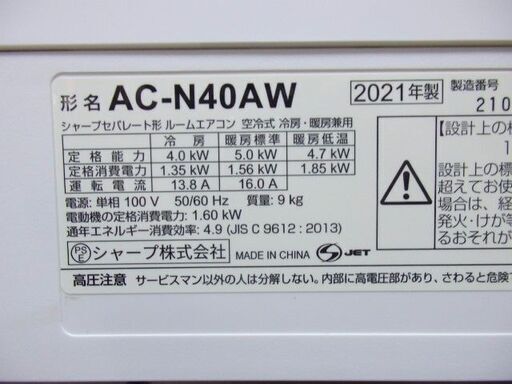 形名 AC-N40AW 2021年製 製造番号
210
シャープセパレート形 ルームエアコン 空冷式 冷房・暖房兼用
冷房 暖房標準 暖房低温
定格能力 4.0 kW 5.0 kW 4.7 kW
定格消費電力 1.35 kW 1.56 kW 1.85 kW
運転電流 13.8 A 16.0 A
電源: 単相 100 V 50/60 Hz 質量: 9 kg
電動機の定格消費電力: 1.60 kW
通年エネルギー消費効率: 4.9 (JIS C 9612 : 2013)
PS E シャープ株式会社 MADE IN CHINA S JET
【設計上の標
設計上の標
超えてお使
場合は、経
発火・けが等
るおそれが
高圧注意 サービスマン以外の人は分解しない。内部に高電圧部があり、さわると危険で